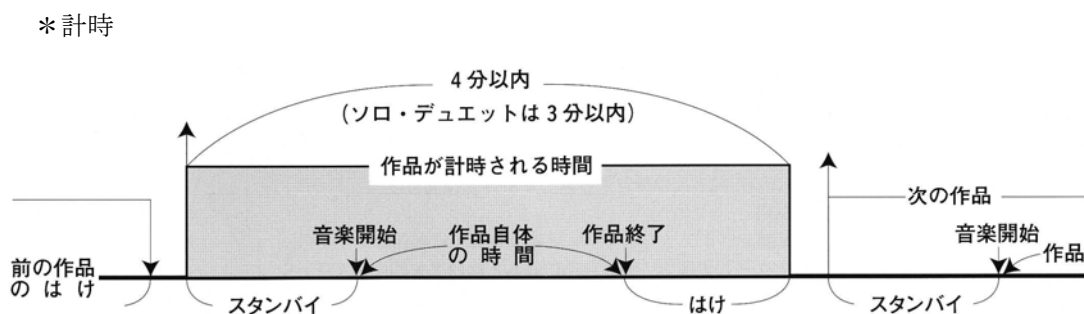 ＊計時
4分以内
(ソロ・デュエットは3分以内)
作品が計時される時間
次の作品
音楽開始
作品自体
の時間
作品終了
音楽開始
作品
前の作品
のはけ
スタンバイ
はけ
スタンバイ